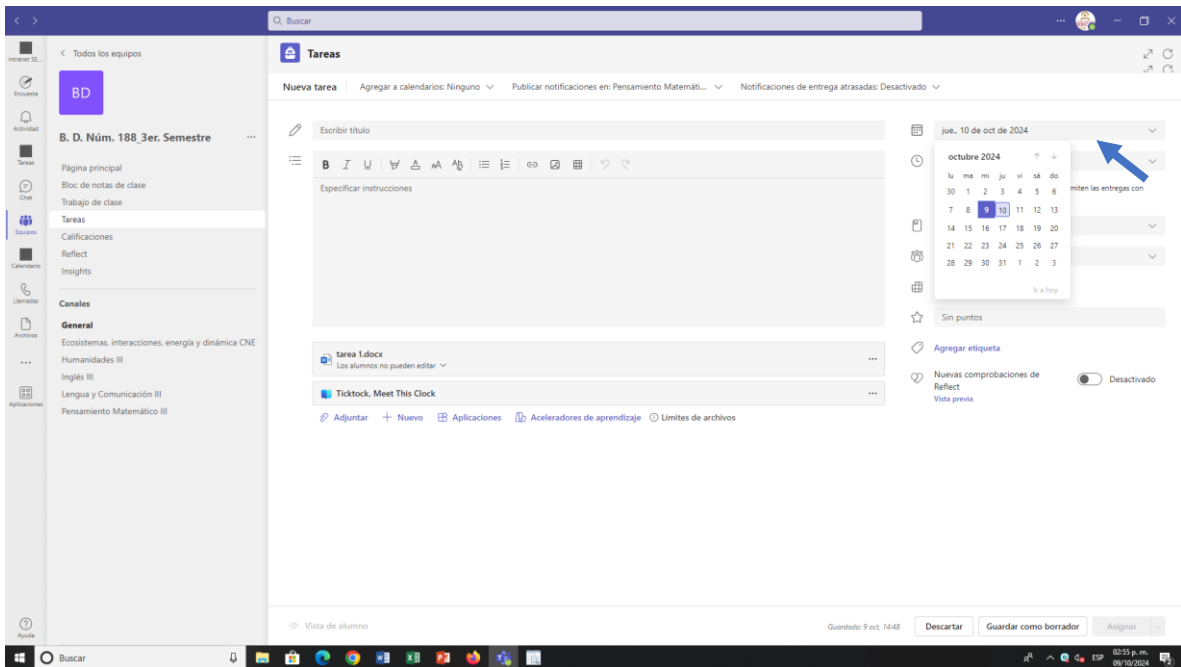 Buscar
Intranet SE...
Encuesta
Actividad
Tareas
Chat
Equipos
Calendario
Llamadas
Archivos
Aplicaciones
Ayuda
Todos los equipos
BD
B. D. Núm. 188_3er. Semestre
Página principal
Bloc de notas de clase
Trabajo de clase
Tareas
Calificaciones
Reflect
Insights
Canales
General
Ecosistemas, interacciones, energía y dinámica CNE
Humanidades III
Inglés III
Lengua y Comunicación III
Pensamiento Matemático III
Tareas
Nueva tarea Agregar a calendarios: Ninguno Publicar notificaciones en: Pensamiento Matemáti... Notificaciones de entrega atrasadas: Desactivado
Escribir título
B I U
Especificar instrucciones
tarea 1.docx
Los alumnos no pueden editar
Ticktock. Meet This Clock
Adjuntar Nuevo Aplicaciones Aceleradores de aprendizaje Límites de archivos
jue., 10 de oct de 2024
octubre 2024
lu ma mi ju vi sá do
30 1 2 3 4 5 6
7 8 9 10 11 12 13
14 15 16 17 18 19 20
21 22 23 24 25 26 27
28 29 30 31 1 2 3
Ir a hoy
miten las entregas con
Sin puntos
Agregar etiqueta
Nuevas comprobaciones de
Reflect
Vista previa
Desactivado
Vista de alumno Guardado: 9 oct, 14:48 Descartar Guardar como borrador Asignar
Buscar
ESP
02:55 p. m.
09/10/2024